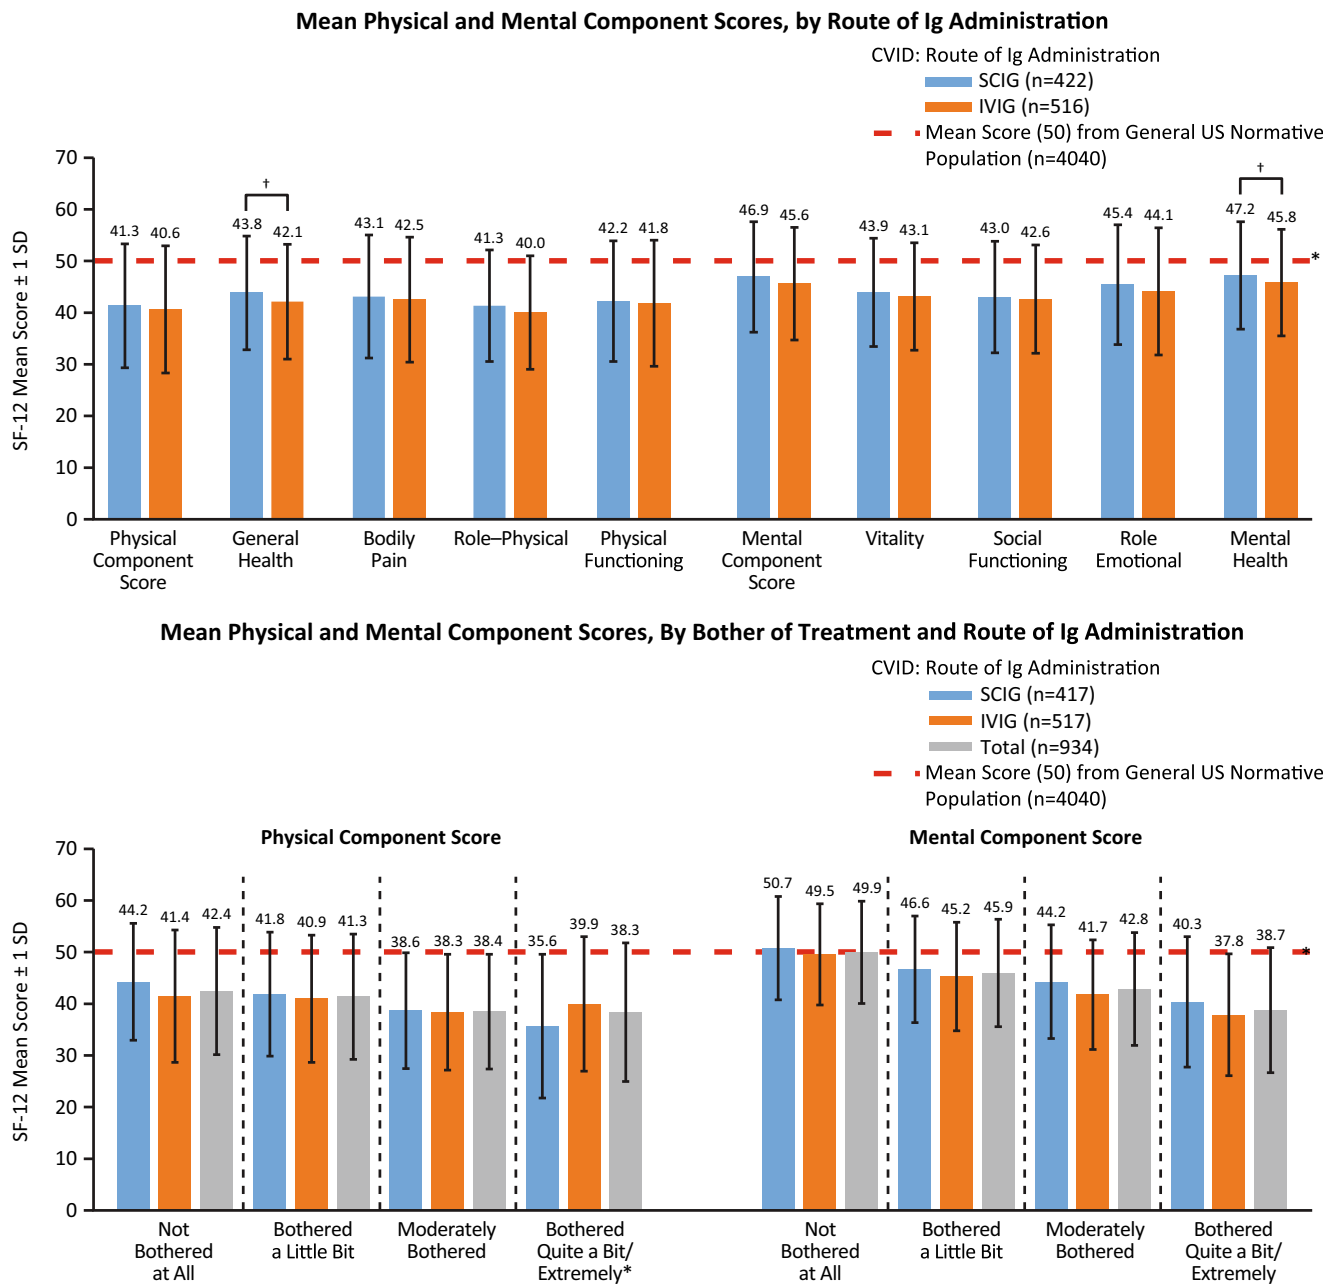 Mean Physical and Mental Component Scores, by Route of Ig Administration
CVID: Route of Ig Administration
SCIG (n=422)
IVIG (n=516)
Mean Score (50) from General US Normative
Population (n=4040)
SF-12 Mean Score ± 1 SD
70
60
50
40
30
20
10
0
41.3 40.6
†
43.8 42.1
43.1 42.5
41.3 40.0
42.2 41.8
46.9 45.6
43.9 43.1
43.0 42.6
45.4 44.1
†
47.2 45.8
*
Physical
Component
Score
General
Health
Bodily
Pain
Role–Physical
Physical
Functioning
Mental
Component
Score
Vitality
Social
Functioning
Role
Emotional
Mental
Health
Mean Physical and Mental Component Scores, By Bother of Treatment and Route of Ig Administration
CVID: Route of Ig Administration
SCIG (n=417)
IVIG (n=517)
Total (n=934)
Mean Score (50) from General US Normative
Population (n=4040)
SF-12 Mean Score ± 1 SD
70
60
50
40
30
20
10
0
Physical Component Score
44.2 41.4 42.4
41.8 40.9 41.3
38.6 38.3 38.4
35.6 39.9 38.3
Not
Bothered
at All
Bothered
a Little Bit
Moderately
Bothered
Bothered
Quite a Bit/
Extremely*
Mental Component Score
50.7 49.5 49.9
46.6 45.2 45.9
44.2 41.7 42.8
40.3 37.8 38.7
*
Not
Bothered
at All
Bothered
a Little Bit
Moderately
Bothered
Bothered
Quite a Bit/
Extremely